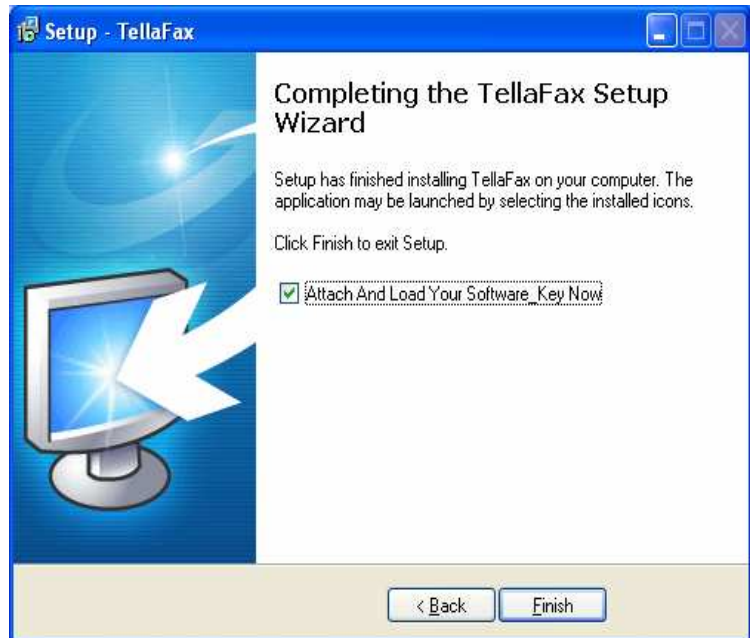 Setup - TellaFax
Completing the TellaFax Setup
Wizard
Setup has finished installing TellaFax on your computer. The
application may be launched by selecting the installed icons.
Click Finish to exit Setup.
Attach And Load Your Software_Key Now
< Back
Finish